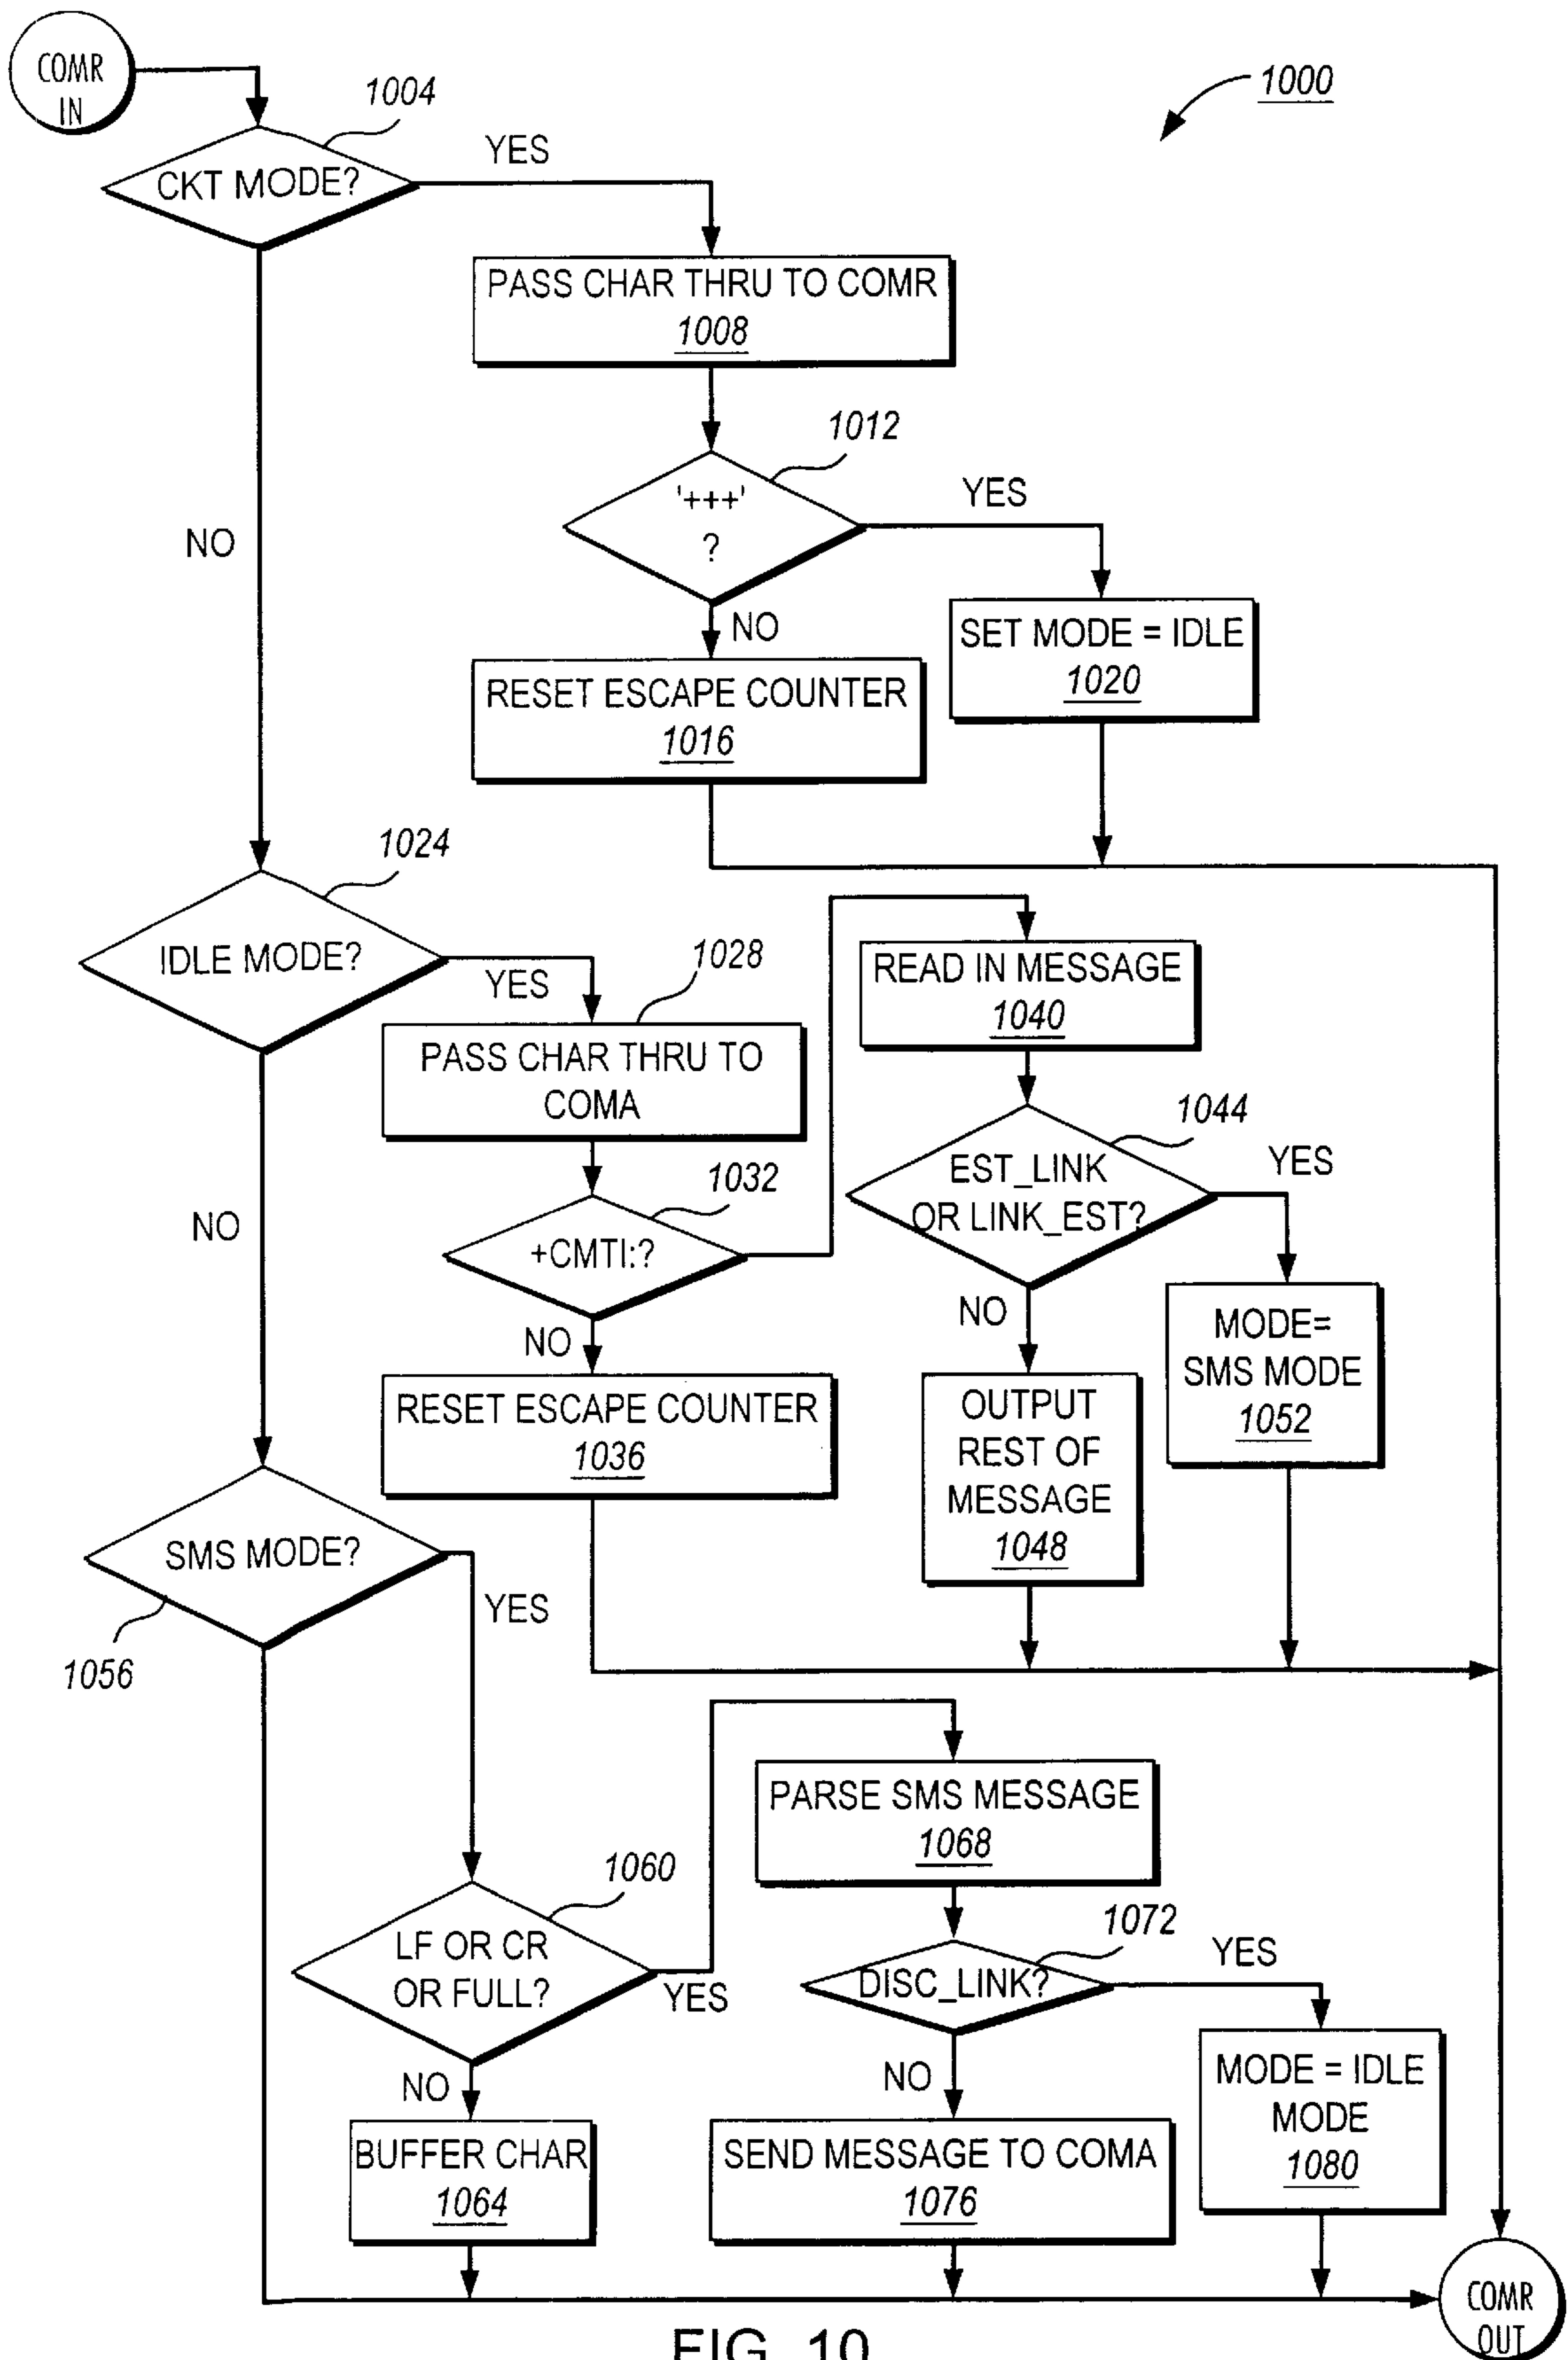 COMR
IN
1000
1004
CKT MODE?
YES
NO
PASS CHAR THRU TO COMR
1008
1012
'+++'
?
YES
NO
SET MODE = IDLE
1020
RESET ESCAPE COUNTER
1016
1024
IDLE MODE?
YES
NO
1028
PASS CHAR THRU TO
COMA
1032
+CMTI:?
NO
RESET ESCAPE COUNTER
1036
READ IN MESSAGE
1040
1044
EST_LINK
OR LINK_EST?
YES
NO
MODE=
SMS MODE
1052
OUTPUT
REST OF
MESSAGE
1048
SMS MODE?
YES
1056
1060
LF OR CR
OR FULL?
YES
NO
BUFFER CHAR
1064
PARSE SMS MESSAGE
1068
1072
DISC_LINK?
YES
NO
SEND MESSAGE TO COMA
1076
MODE = IDLE
MODE
1080
COMR
OUT
FIG. 10